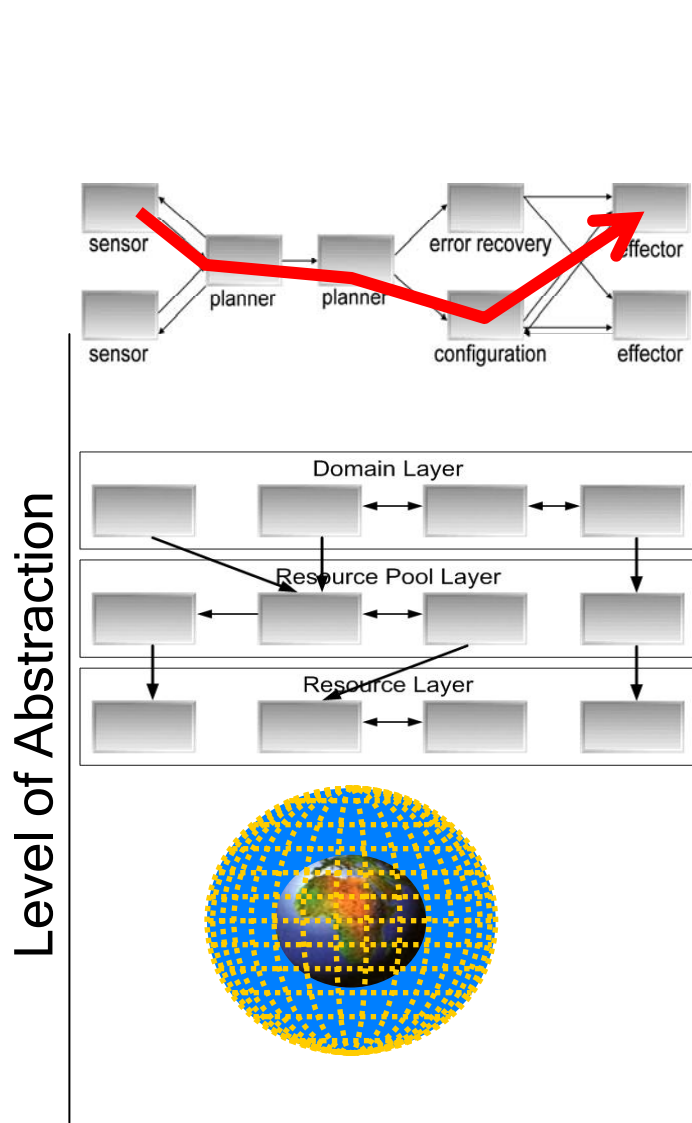 sensor
error recovery
effector
planner
planner
sensor
configuration
effector
Level of Abstraction
Domain Layer
Resource Pool Layer
Resource Layer